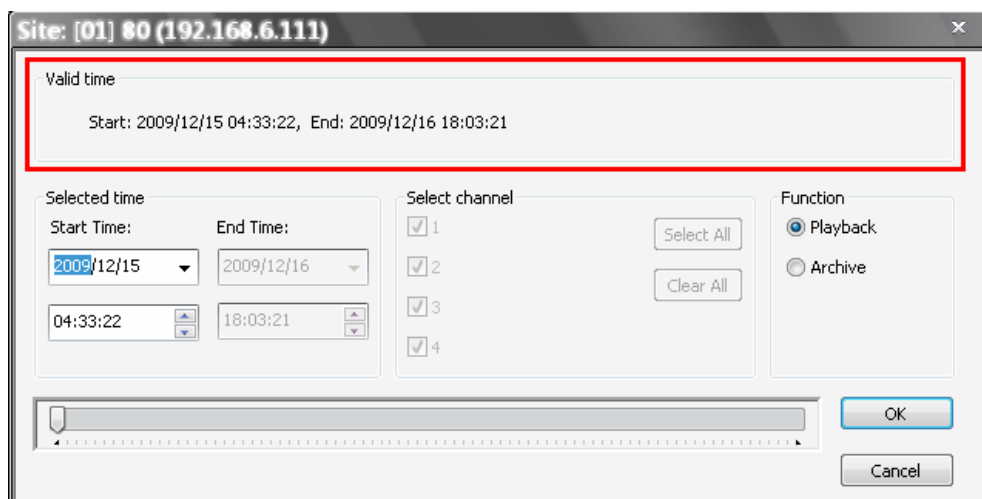 Site: [01] 80 (192.168.6.111)
Valid time
Start: 2009/12/15 04:33:22, End: 2009/12/16 18:03:21
Selected time
Start Time: End Time:
2009/12/15 2009/12/16
04:33:22 18:03:21
Select channel
1
2
3
4
Select All
Clear All
Function
Playback
Archive
OK
Cancel